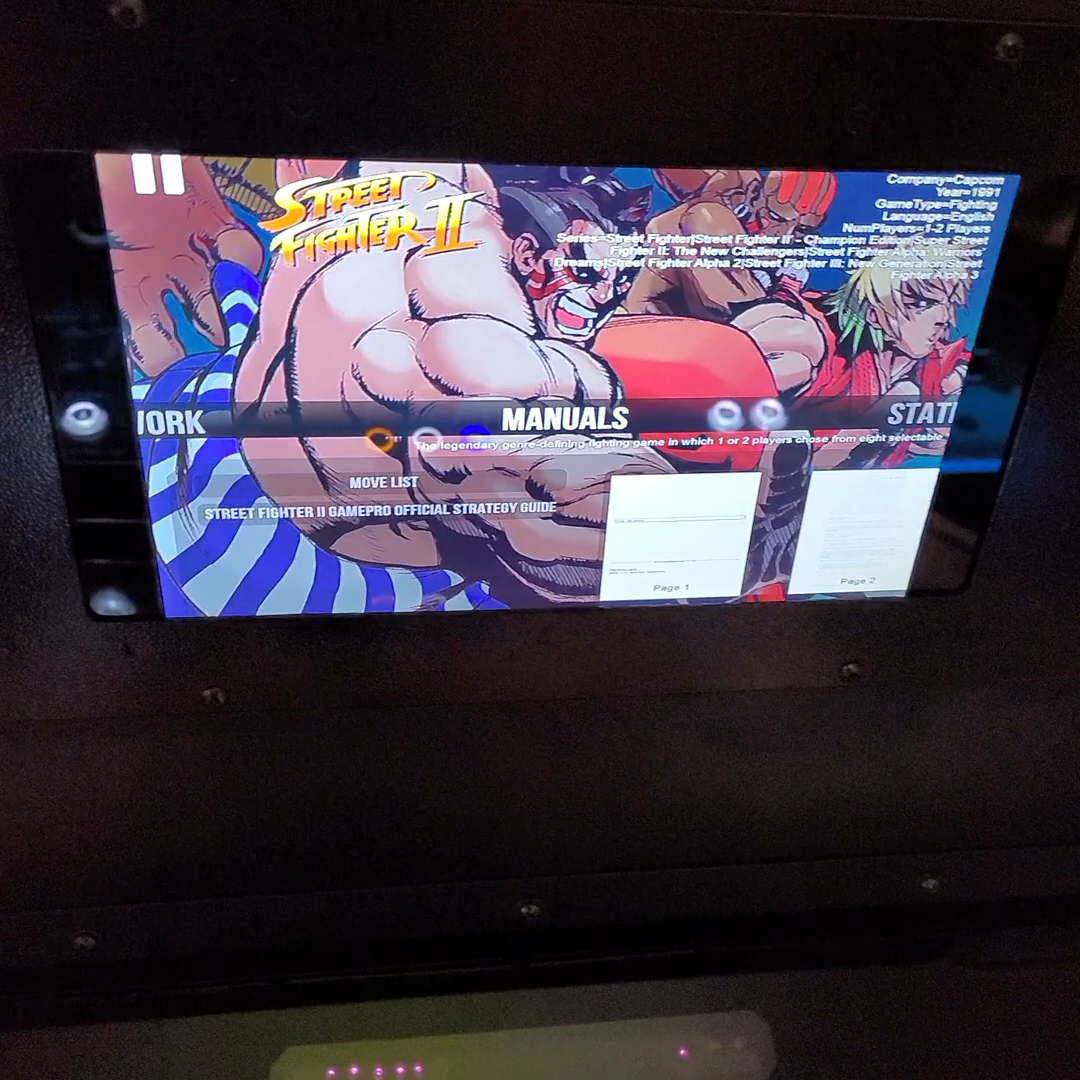 STREET
FIGHTER II
Company=Capcom
Year=1991
GameType=Fighting
Language=English
NumPlayers=1-2 Players
Series=Street Fighter|Street Fighter II' - Champion Edition|Super Street
Fighter II: The New Challengers|Street Fighter Alpha: Warriors'
Dreams|Street Fighter Alpha 2|Street Fighter III: New Generation|Street
Fighter Alpha 3
MANUALS
STATI
The legendary genre-defining fighting game in which 1 or 2 players chose from eight selectable
MOVE LIST
STREET FIGHTER II GAMEPRO OFFICIAL STRATEGY GUIDE
Page 1
Page 2